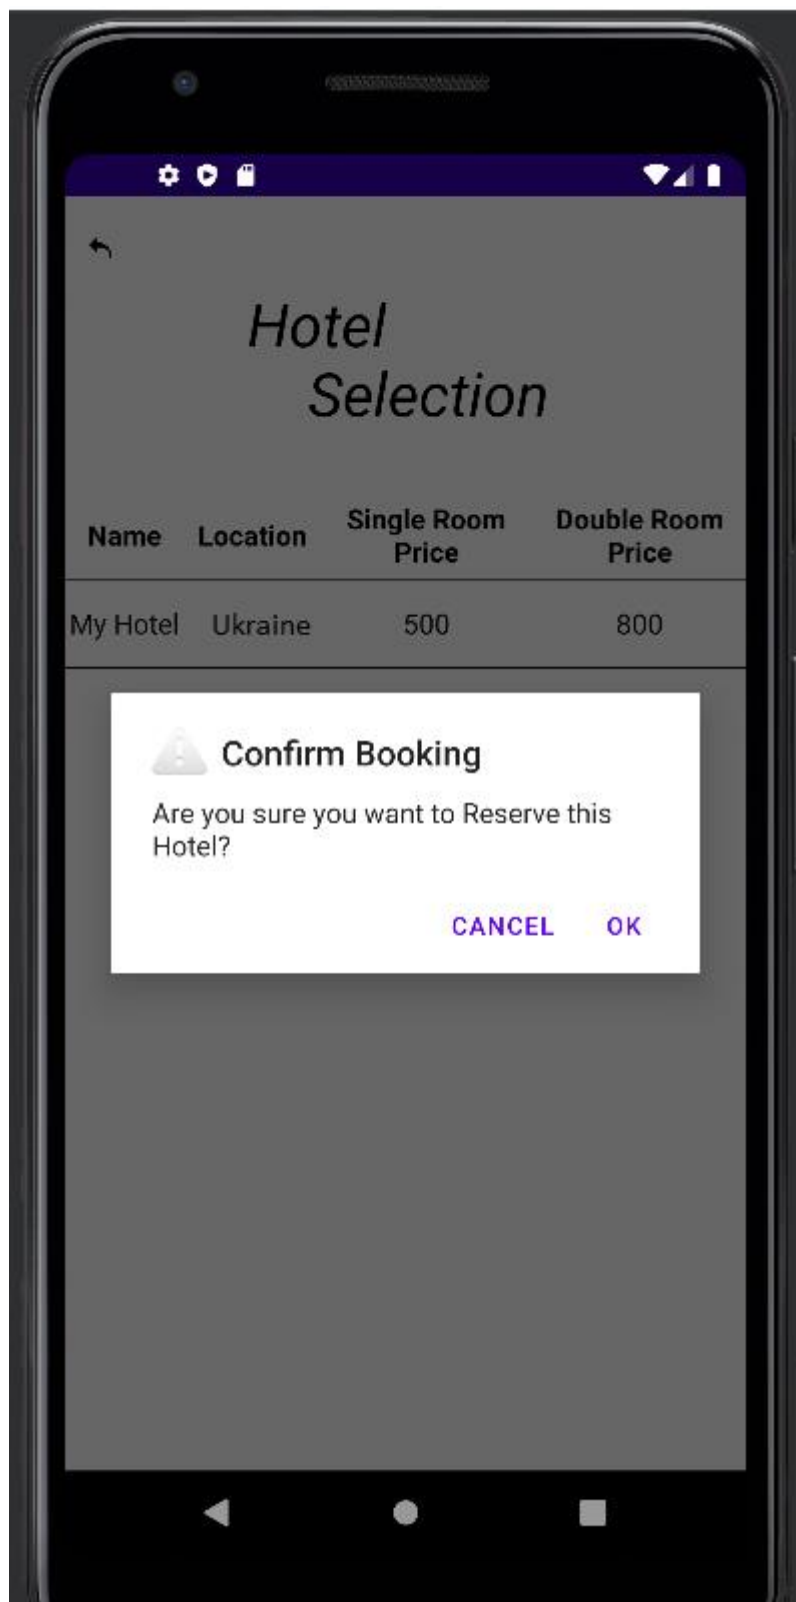 Hotel
Selection
Name Location Single Room Price Double Room Price
My Hotel Ukraine 500 800
Confirm Booking
Are you sure you want to Reserve this
Hotel?
CANCEL OK